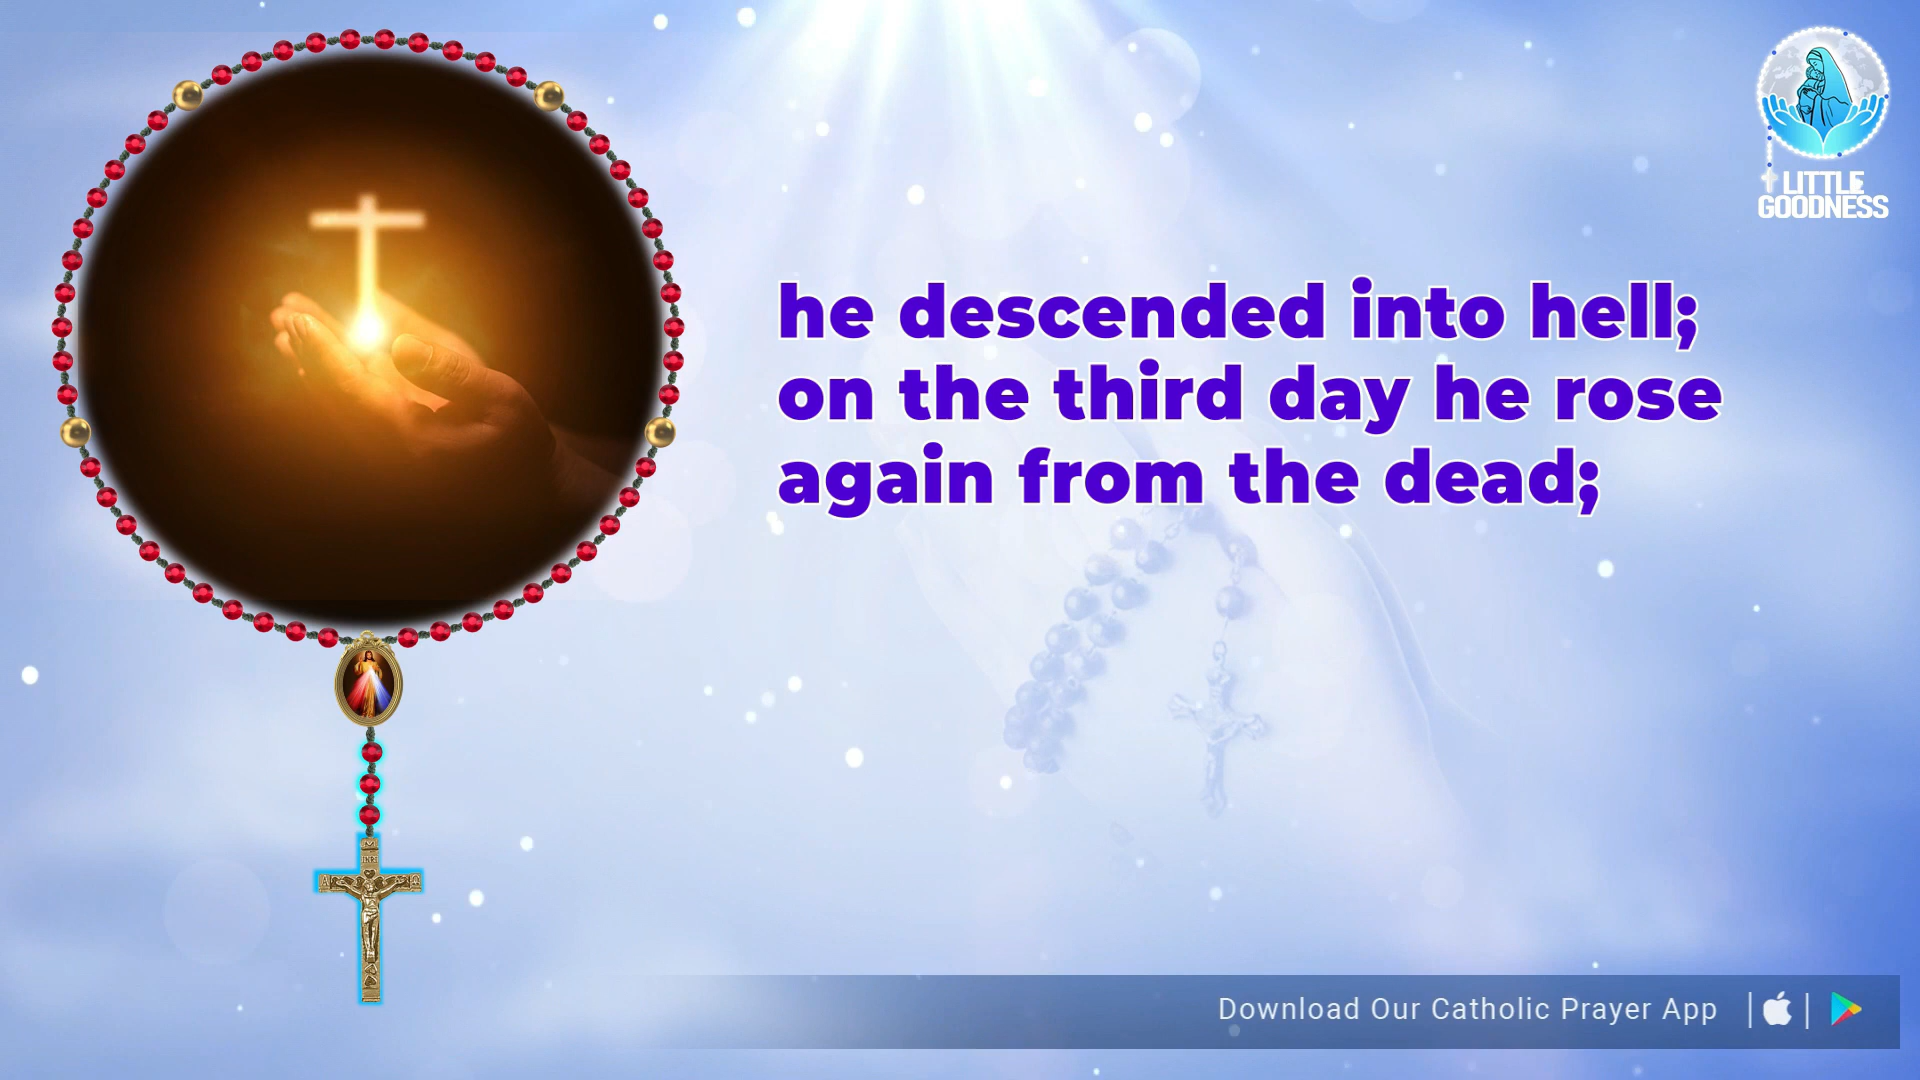 LITTLE
GOODNESS
he descended into hell;
on the third day he rose
again from the dead;
INRI
Download Our Catholic Prayer App